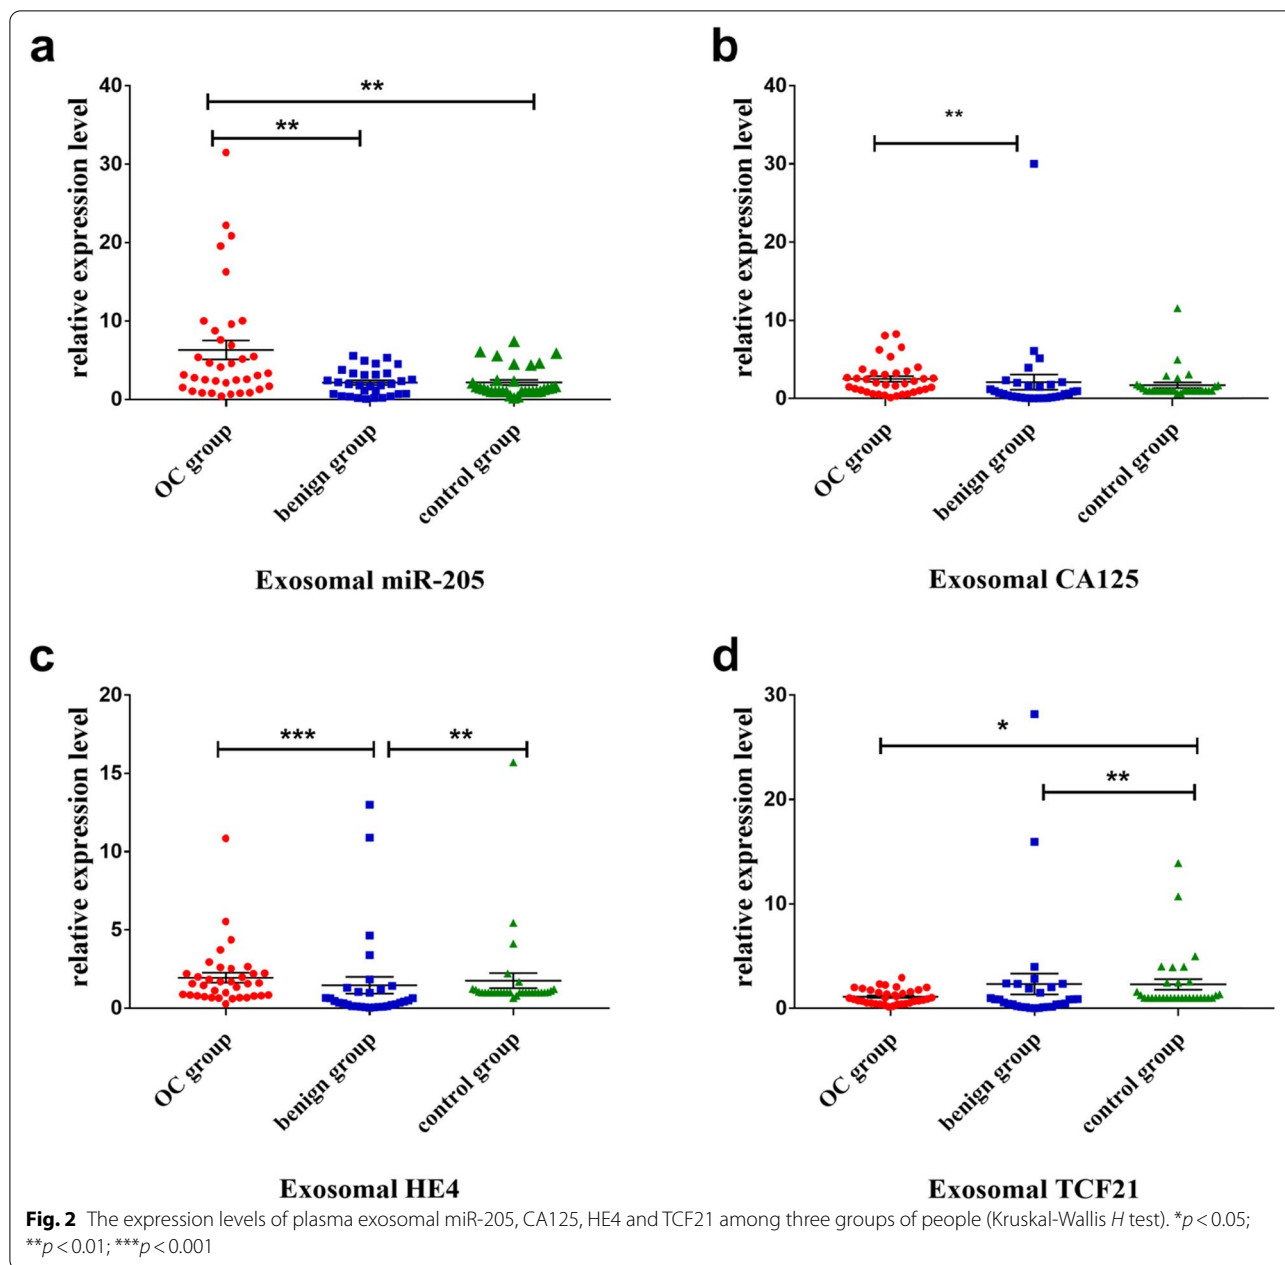 a
relative expression level
40
30
20
10
0
**
**
OC group
benign group
control group
Exosomal miR-205
b
relative expression level
40
30
20
10
0
**
OC group
benign group
control group
Exosomal CA125
c
relative expression level
20
15
10
5
0
***
**
OC group
benign group
control group
Exosomal HE4
d
relative expression level
30
20
10
0
*
**
OC group
benign group
control group
Exosomal TCF21
Fig. 2 The expression levels of plasma exosomal miR-205, CA125, HE4 and TCF21 among three groups of people (Kruskal-Wallis H test). *p < 0.05;
**p < 0.01; ***p < 0.001